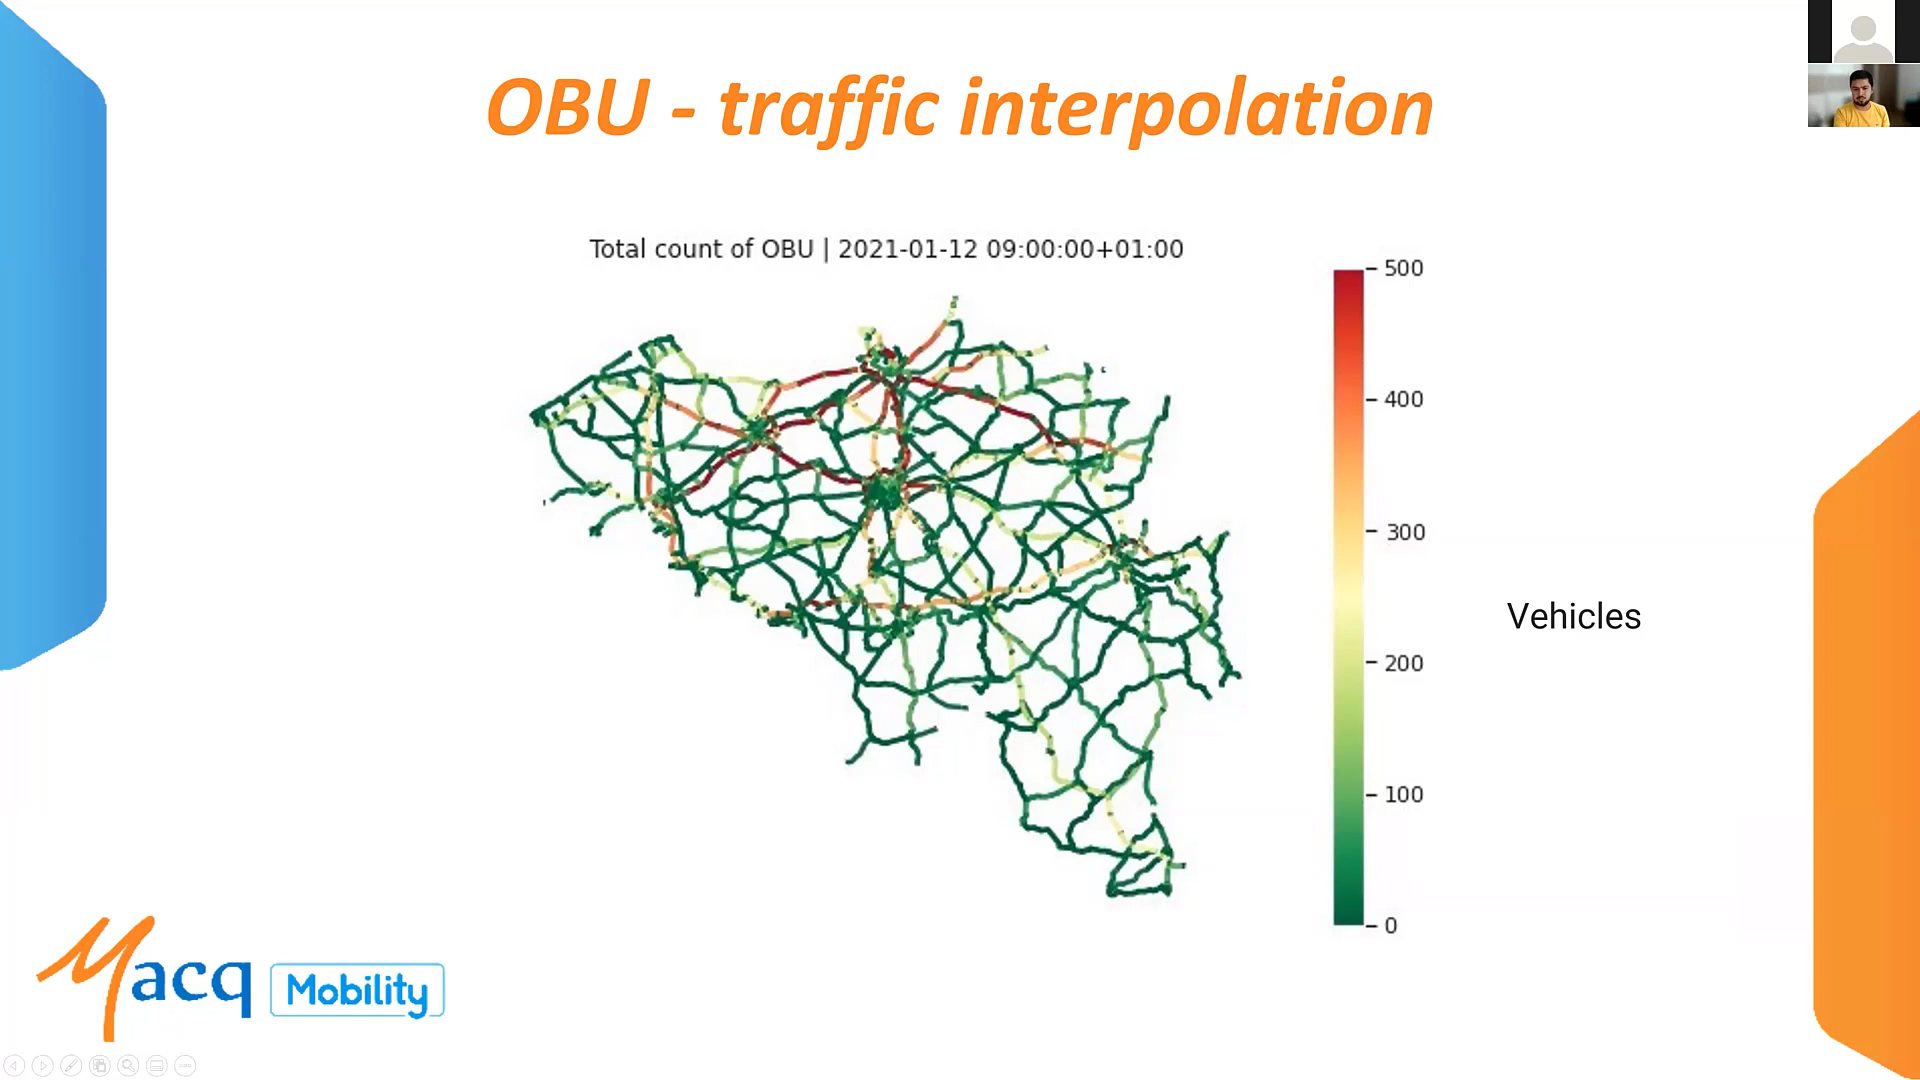 OBU - traffic interpolation
Total count of OBU | 2021-01-12 09:00:00+01:00
500
400
300
200
100
0
Vehicles
Macq Mobility